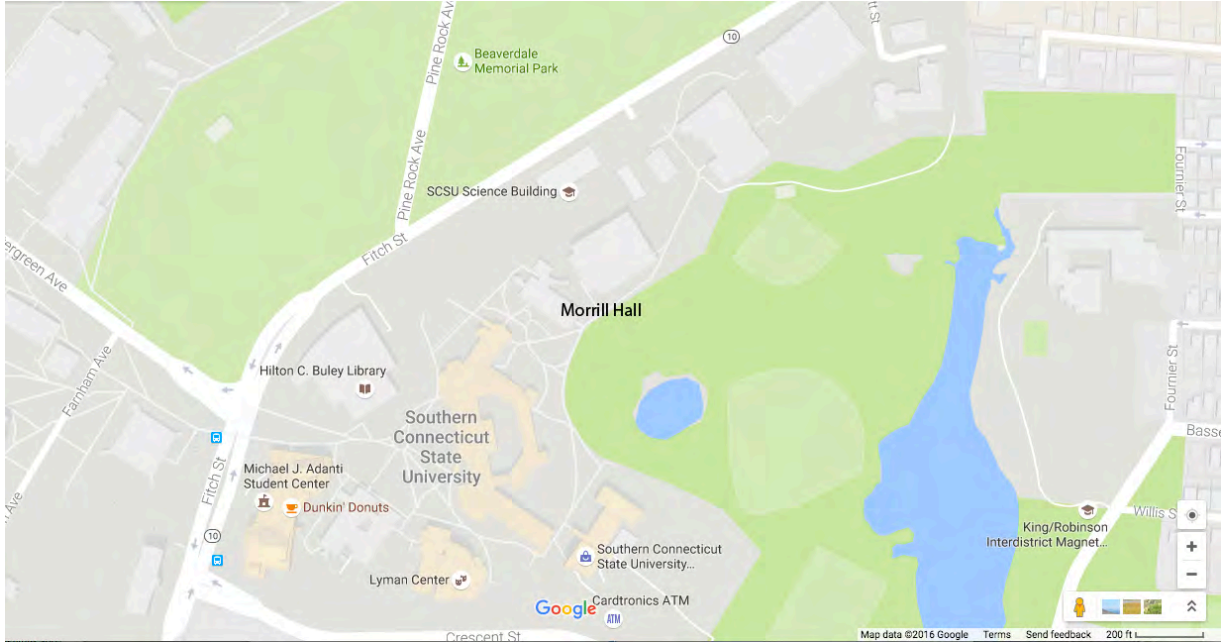 tt St
10
Beaverdale
Memorial Park
Pine Rock Ave
Pine Rock Ave
Fournier St
SCSU Science Building
Fitch St
ergreen Ave
Morrill Hall
Farnham Ave
Hilton C. Buley Library
Fournier St
Southern
Connecticut
State
University
Basse
Fitch St
Michael J. Adanti
Student Center
Dunkin' Donuts
n Ave
10
King/Robinson
Interdistrict Magnet...
Willis S
Southern Connecticut
State University...
Lyman Center
Google
Cardtronics ATM
ATM
Crescent St
+
−
Map data ©2016 Google Terms Send feedback 200 ft